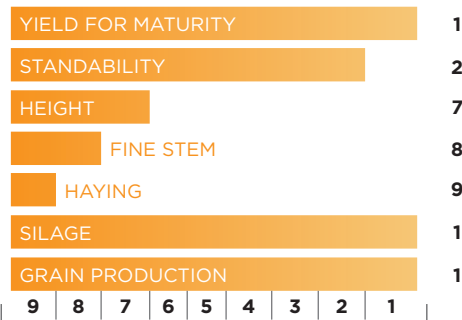 YIELD FOR MATURITY 1
STANDABILITY 2
HEIGHT 7
FINE STEM 8
HAYING 9
SILAGE 1
GRAIN PRODUCTION 1
9 8 7 6 5 4 3 2 1